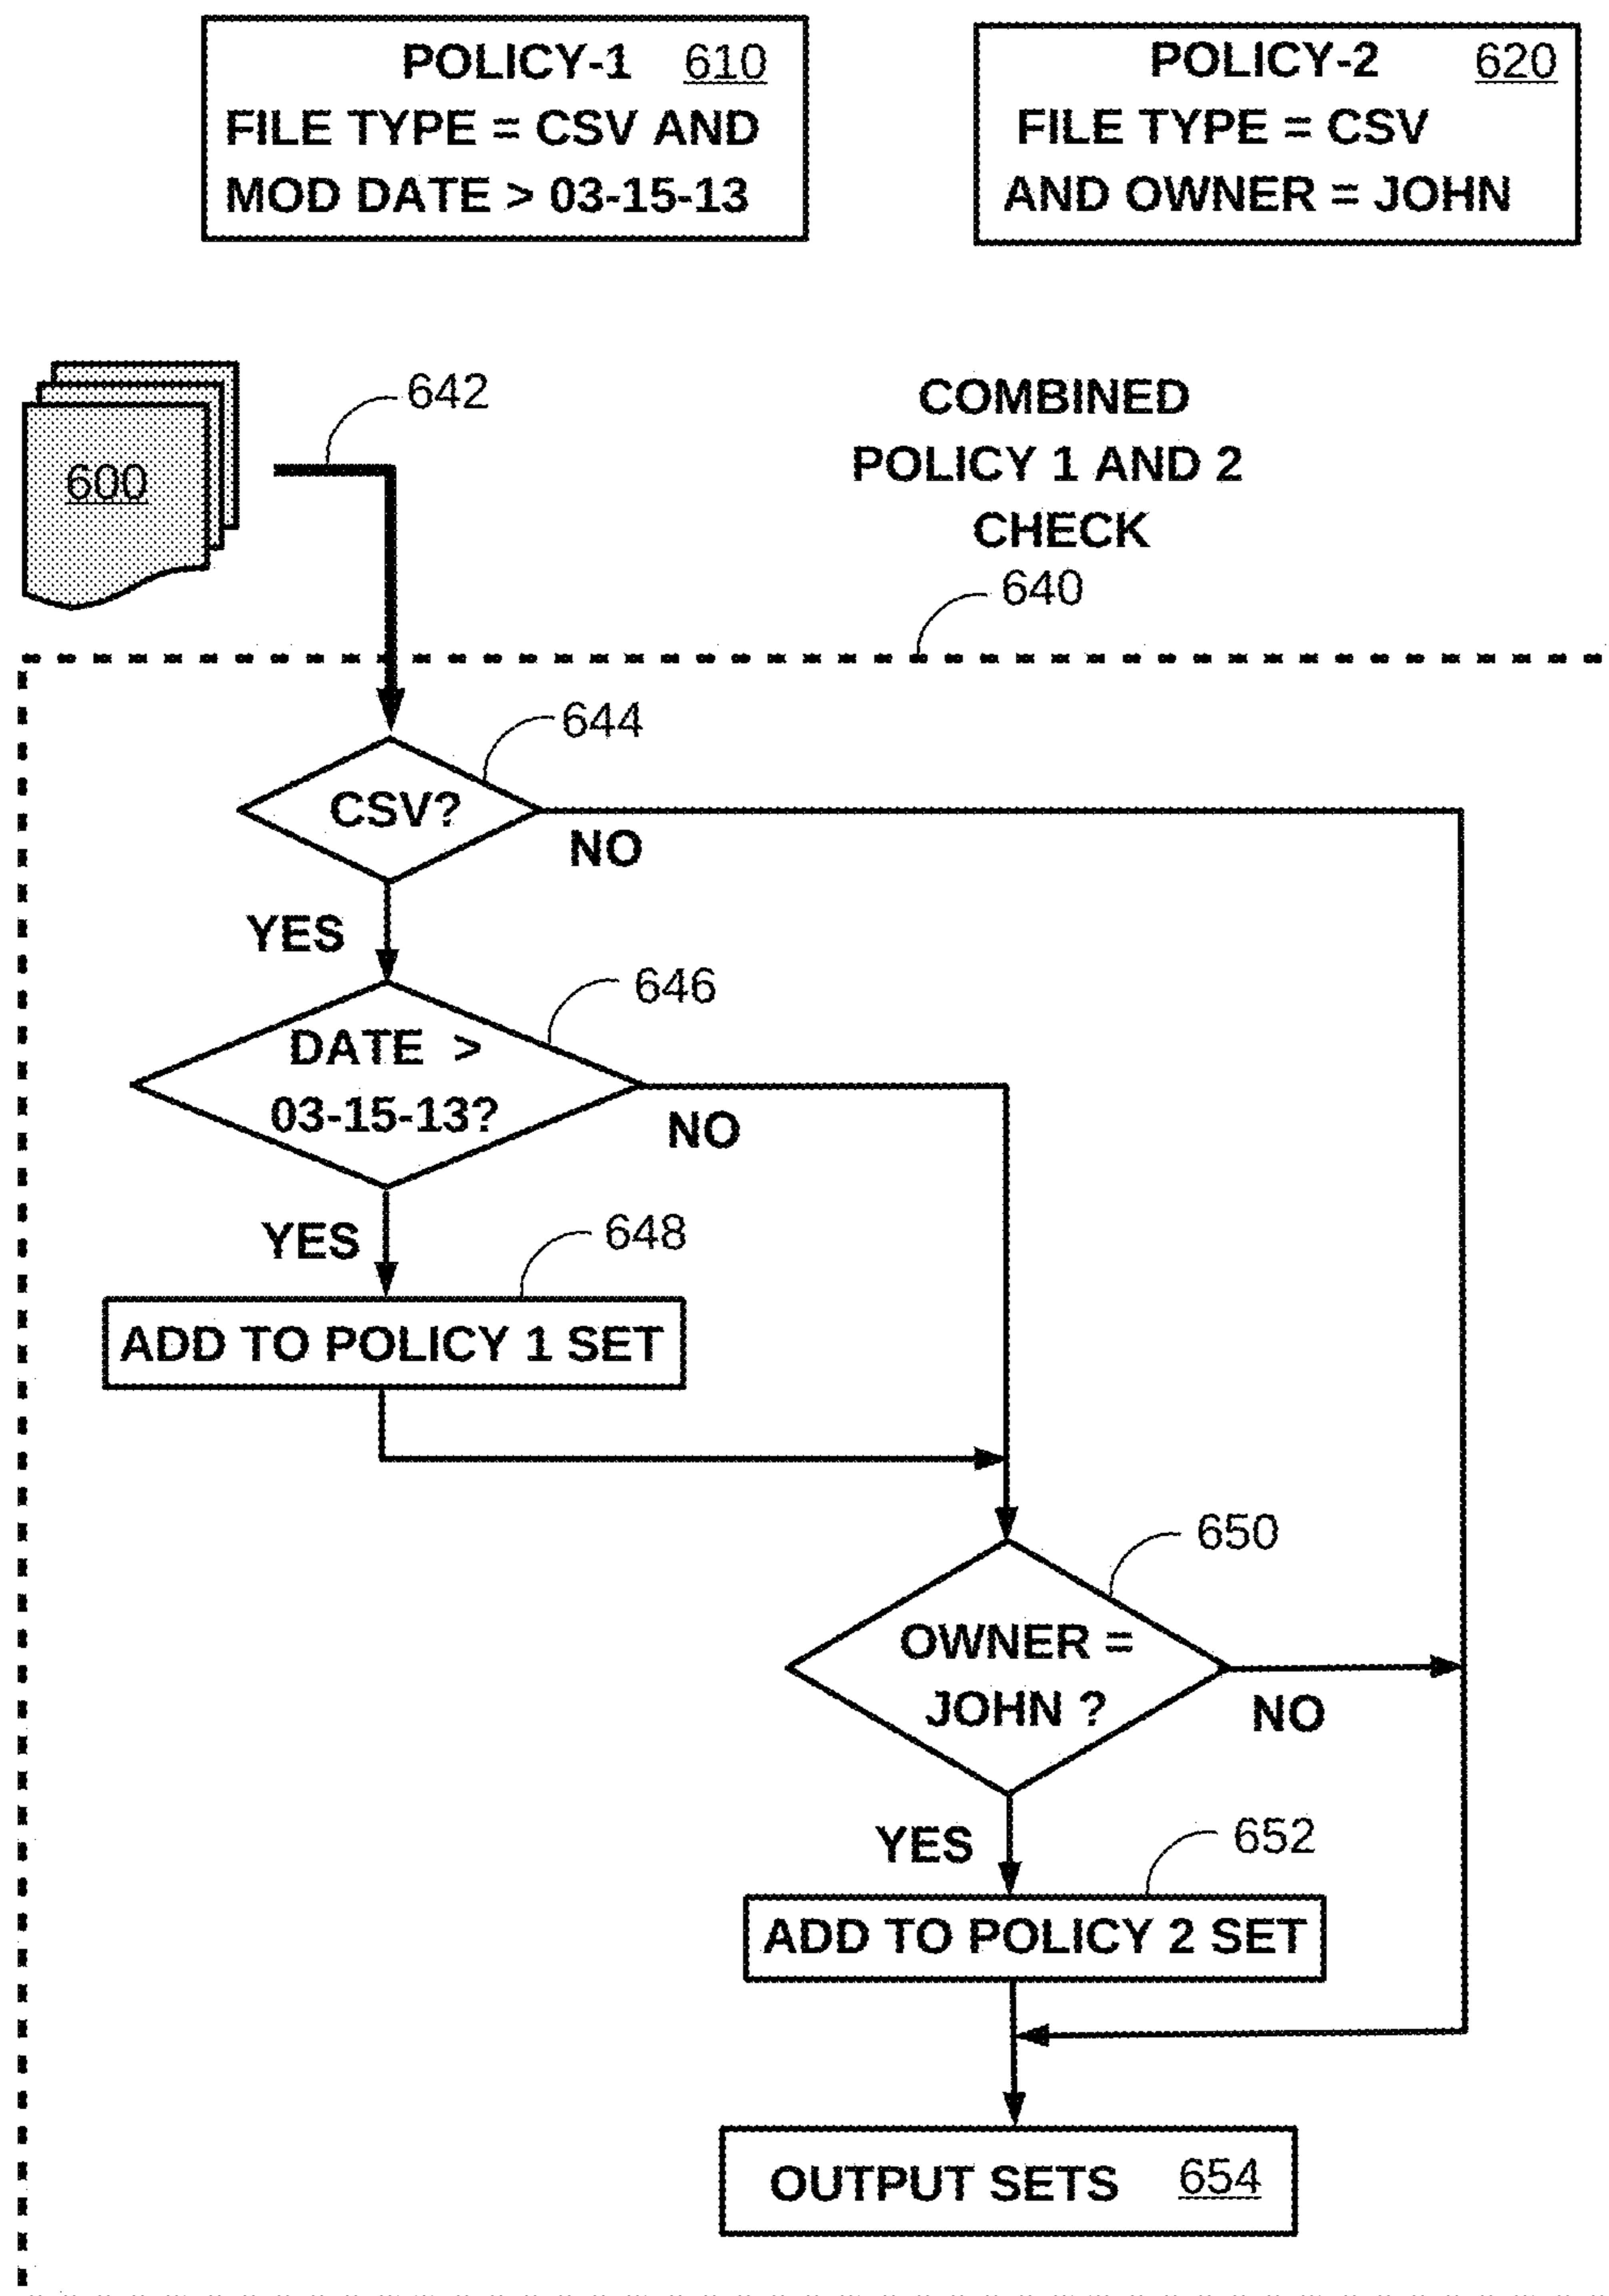 POLICY-1 610
FILE TYPE = CSV AND
MOD DATE > 03-15-13
POLICY-2 620
FILE TYPE = CSV
AND OWNER = JOHN
600
642
COMBINED
POLICY 1 AND 2
CHECK
640
644
CSV?
NO
YES
646
DATE >
03-15-13?
NO
YES
648
ADD TO POLICY 1 SET
650
OWNER =
JOHN ?
NO
YES
652
ADD TO POLICY 2 SET
OUTPUT SETS 654